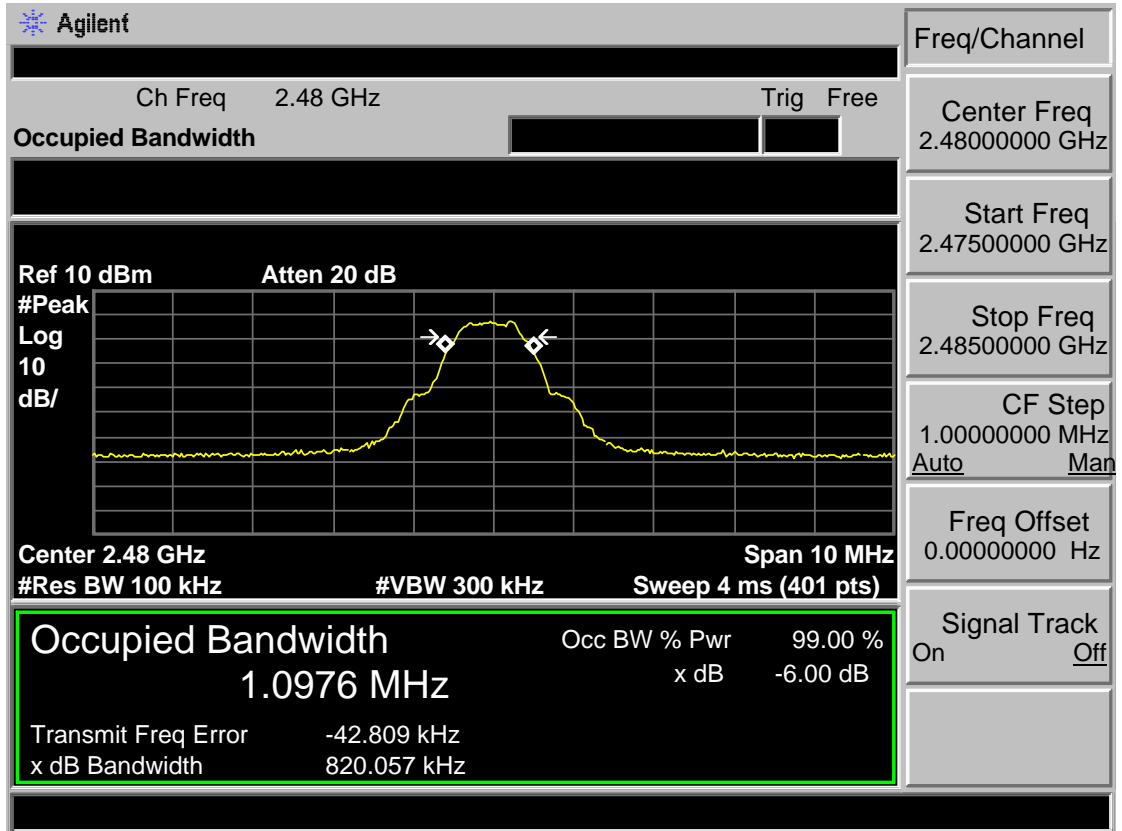 Agilent
Ch Freq 2.48 GHz Trig Free
Occupied Bandwidth
Ref 10 dBm Atten 20 dB
#Peak
Log
10
dB/
Center 2.48 GHz Span 10 MHz
#Res BW 100 kHz #VBW 300 kHz Sweep 4 ms (401 pts)
Occupied Bandwidth Occ BW % Pwr 99.00 %
1.0976 MHz x dB -6.00 dB
Transmit Freq Error -42.809 kHz
x dB Bandwidth 820.057 kHz
Freq/Channel
Center Freq
2.48000000 GHz
Start Freq
2.47500000 GHz
Stop Freq
2.48500000 GHz
CF Step
1.00000000 MHz
Auto Man
Freq Offset
0.00000000 Hz
Signal Track
On Off